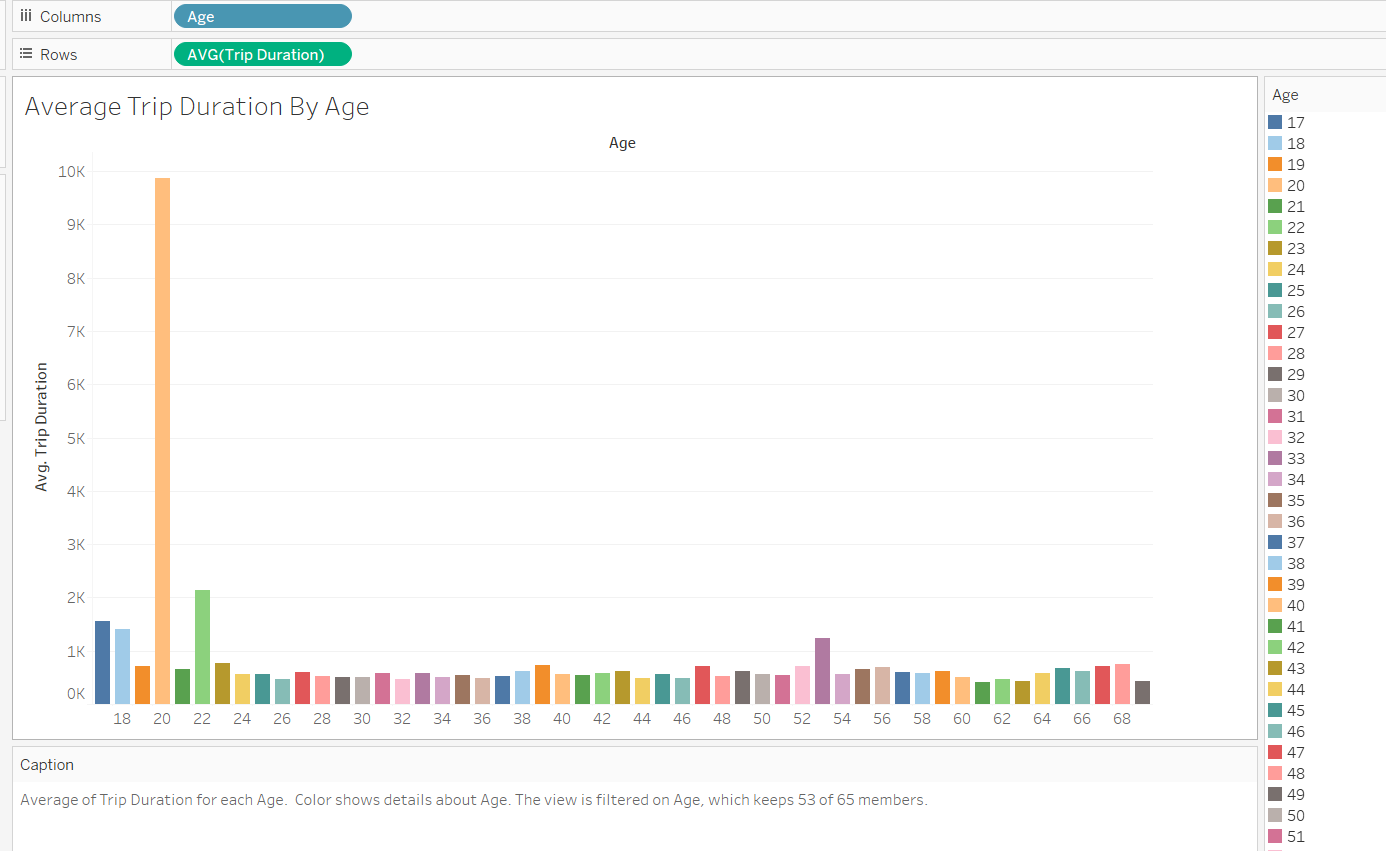 Columns
Age
Rows
AVG(Trip Duration)
Average Trip Duration By Age
Age
Avg. Trip Duration
10K
9K
8K
7K
6K
5K
4K
3K
2K
1K
0K
18 20 22 24 26 28 30 32 34 36 38 40 42 44 46 48 50 52 54 56 58 60 62 64 66 68
Age
17
18
19
20
21
22
23
24
25
26
27
28
29
30
31
32
33
34
35
36
37
38
39
40
41
42
43
44
45
46
47
48
49
50
51
Caption
Average of Trip Duration for each Age.  Color shows details about Age. The view is filtered on Age, which keeps 53 of 65 members.